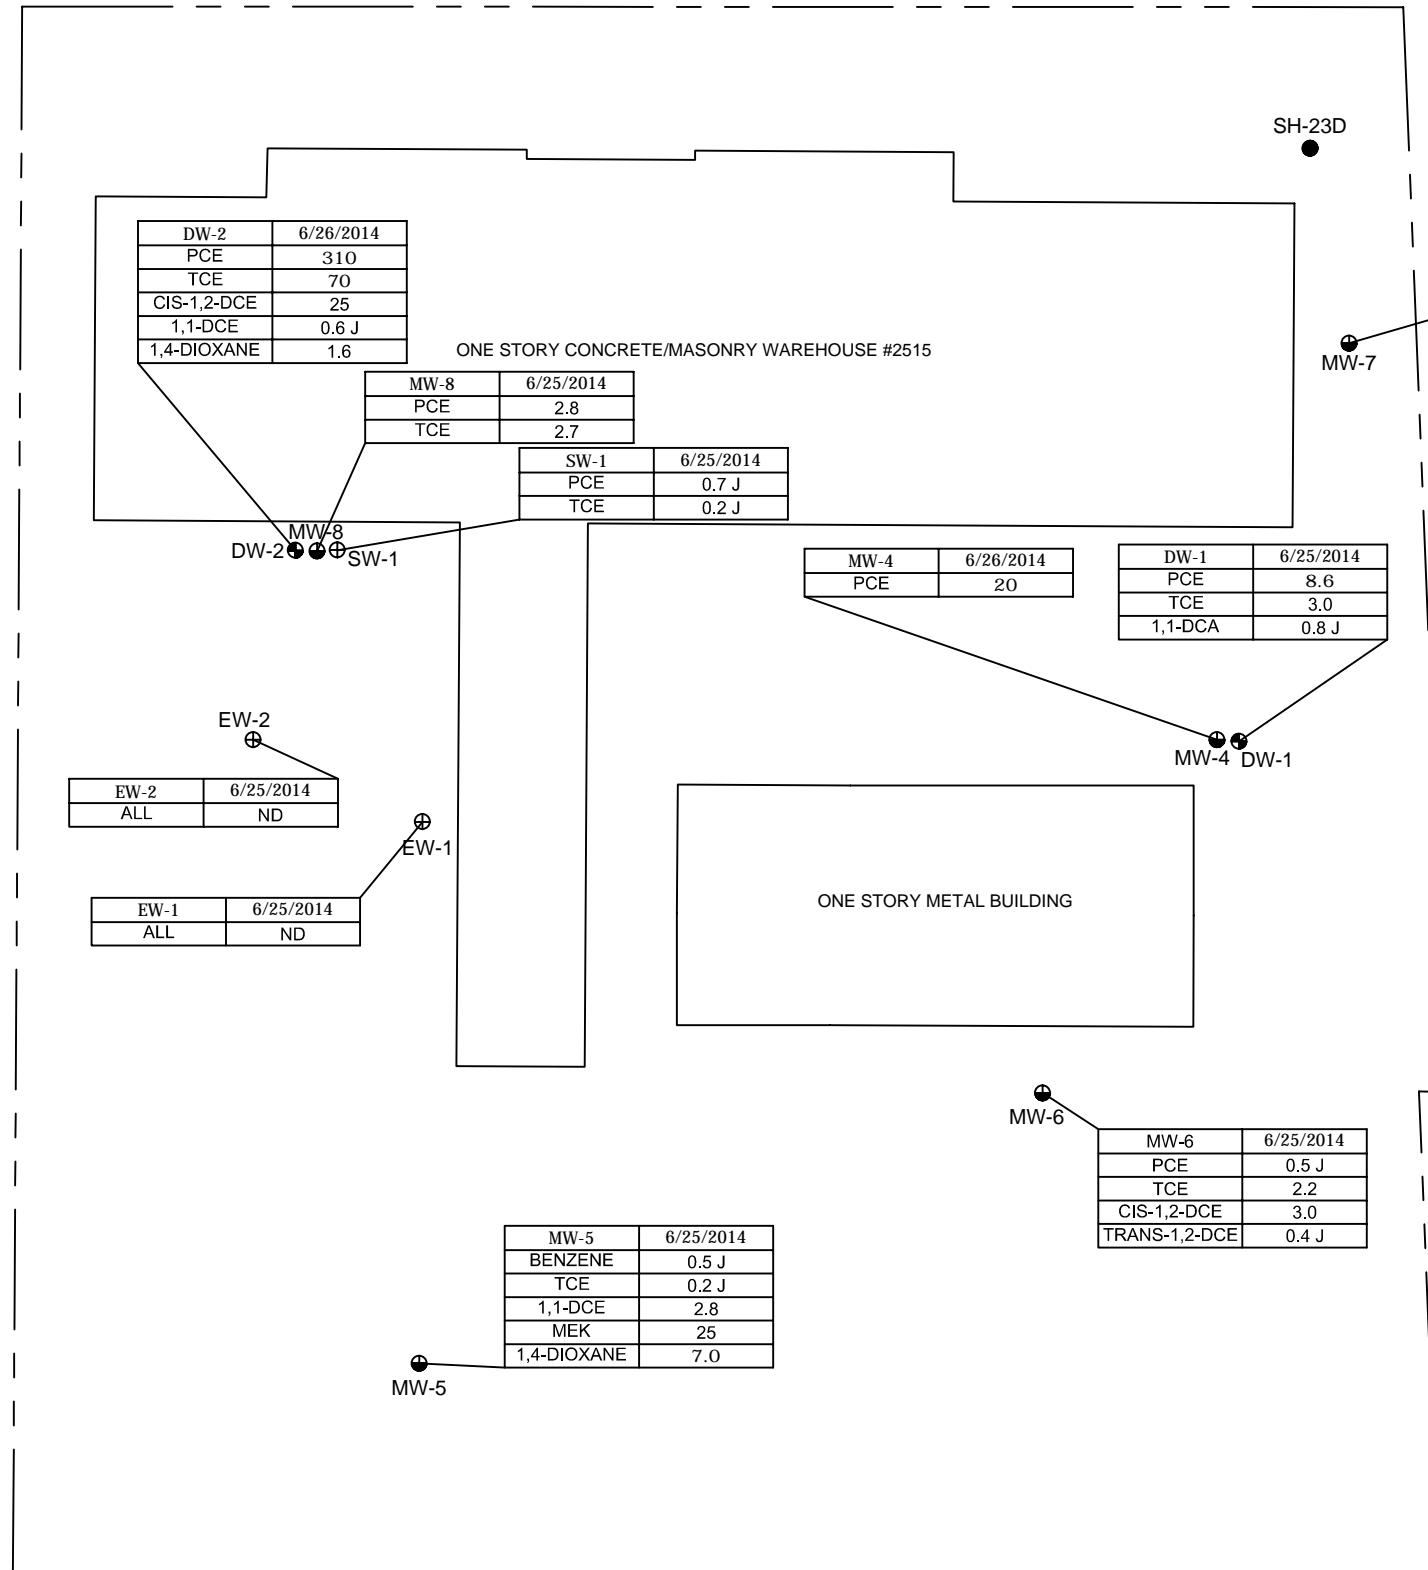 SH-23D
DW-2 6/26/2014
PCE 310
TCE 70
CIS-1,2-DCE 25
1,1-DCE 0.6 J
1,4-DIOXANE 1.6
ONE STORY CONCRETE/MASONRY WAREHOUSE #2515
MW-7
MW-8 6/25/2014
PCE 2.8
TCE 2.7
SW-1 6/25/2014
PCE 0.7 J
TCE 0.2 J
MW-8
DW-2
SW-1
MW-4 6/26/2014
PCE 20
DW-1 6/25/2014
PCE 8.6
TCE 3.0
1,1-DCA 0.8 J
EW-2
MW-4
DW-1
EW-2 6/25/2014
ALL ND
EW-1
EW-1 6/25/2014
ALL ND
ONE STORY METAL BUILDING
MW-6
MW-6 6/25/2014
PCE 0.5 J
TCE 2.2
CIS-1,2-DCE 3.0
TRANS-1,2-DCE 0.4 J
MW-5 6/25/2014
BENZENE 0.5 J
TCE 0.2 J
1,1-DCE 2.8
MEK 25
1,4-DIOXANE 7.0
MW-5